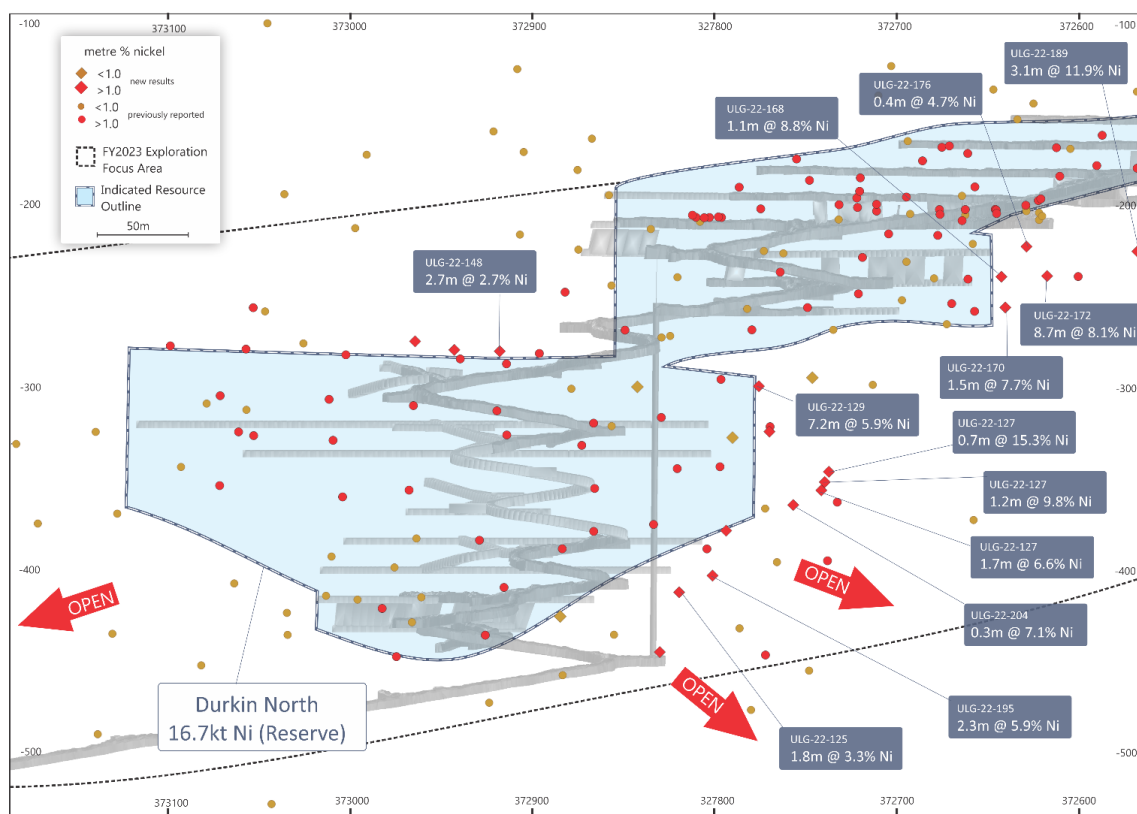 373100
373000
372900
327800
372700
372600
-100
-100
metre % nickel
<1.0
>1.0
new results
<1.0
>1.0
previously reported
FY2023 Exploration
Focus Area
Indicated Resource
Outline
50m
ULG-22-189
3.1m @ 11.9% Ni
ULG-22-176
0.4m @ 4.7% Ni
ULG-22-168
1.1m @ 8.8% Ni
-200
-200
ULG-22-148
2.7m @ 2.7% Ni
ULG-22-172
8.7m @ 8.1% Ni
-300
-300
ULG-22-170
1.5m @ 7.7% Ni
ULG-22-129
7.2m @ 5.9% Ni
ULG-22-127
0.7m @ 15.3% Ni
ULG-22-127
1.2m @ 9.8% Ni
ULG-22-127
1.7m @ 6.6% Ni
-400
-400
OPEN
OPEN
ULG-22-204
0.3m @ 7.1% Ni
OPEN
Durkin North
16.7kt Ni (Reserve)
ULG-22-195
2.3m @ 5.9% Ni
ULG-22-125
1.8m @ 3.3% Ni
-500
-500
373100
373000
372900
327800
372700
372600